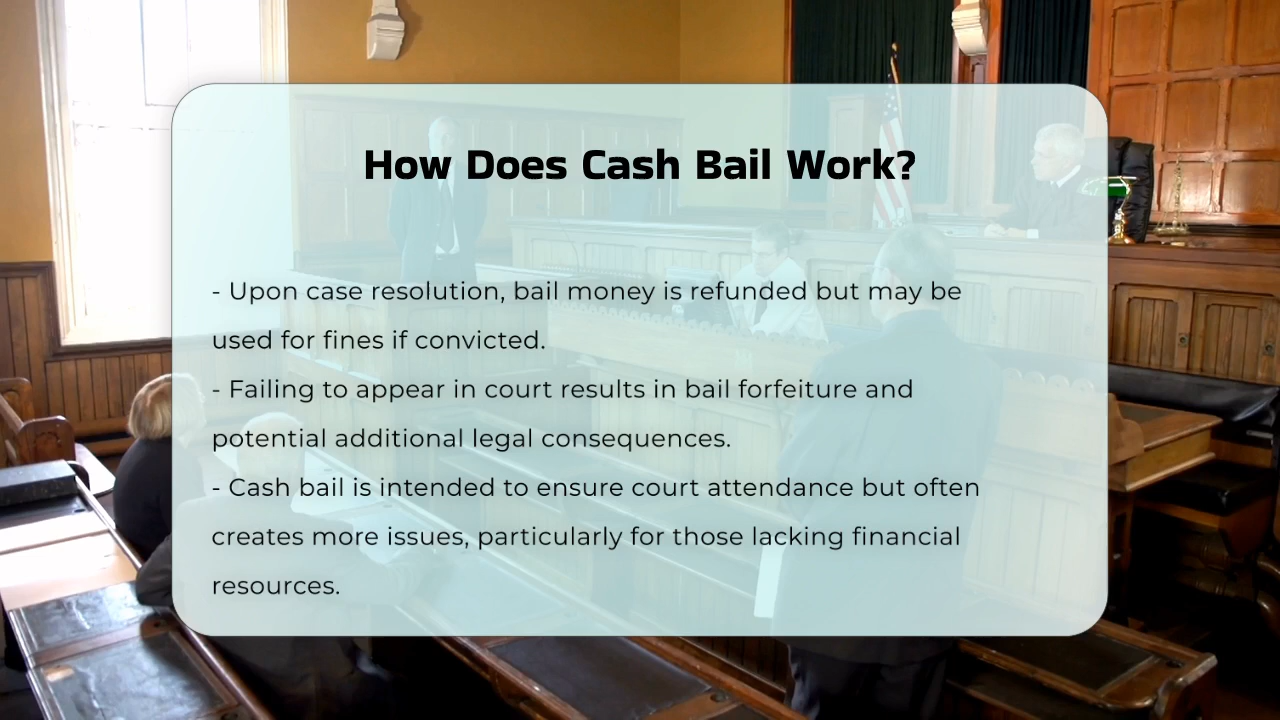 How Does Cash Bail Work?
- Upon case resolution, bail money is refunded but may be
used for fines if convicted.
- Failing to appear in court results in bail forfeiture and
potential additional legal consequences.
- Cash bail is intended to ensure court attendance but often
creates more issues, particularly for those lacking financial
resources.